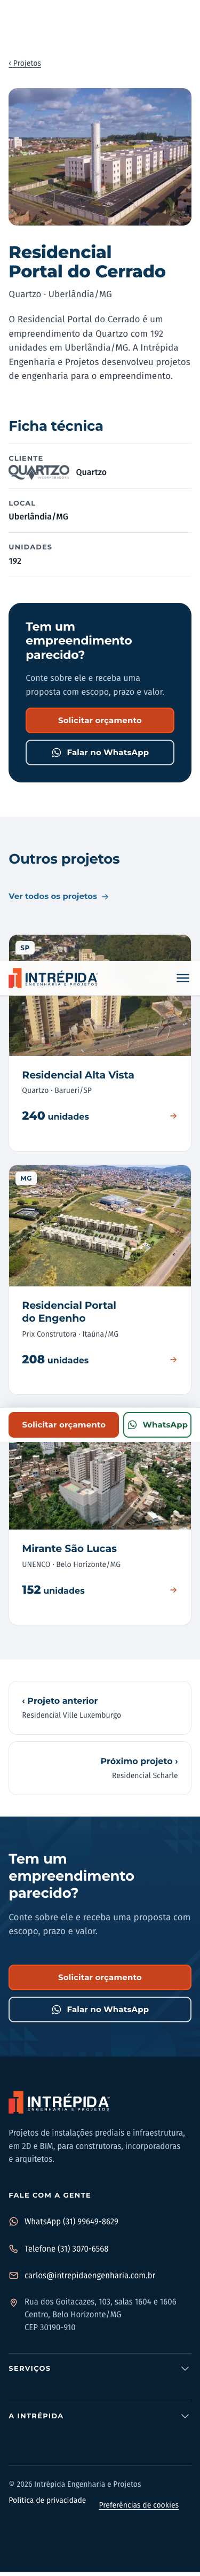 ‹ Projetos
Residencial
Portal do Cerrado
Quartzo · Uberlândia/MG
O Residencial Portal do Cerrado é um
empreendimento da Quartzo com 192
unidades em Uberlândia/MG. A Intrépida
Engenharia e Projetos desenvolveu projetos
de engenharia para o empreendimento.
Ficha técnica
CLIENTE
QUARTZO Quartzo
LOCAL
Uberlândia/MG
UNIDADES
192
Tem um
empreendimento
parecido?
Conte sobre ele e receba uma
proposta com escopo, prazo e valor.
Solicitar orçamento
Falar no WhatsApp
Outros projetos
Ver todos os projetos →
SP
INTRÉPIDA
ENGENHARIA E PROJETOS
Residencial Alta Vista
Quartzo · Barueri/SP
240 unidades →
MG
Residencial Portal
do Engenho
Prix Construtora · Itaúna/MG
208 unidades →
Solicitar orçamento
WhatsApp
Mirante São Lucas
UNENCO · Belo Horizonte/MG
152 unidades →
‹ Projeto anterior
Residencial Ville Luxemburgo
Próximo projeto ›
Residencial Scharle
Tem um
empreendimento
parecido?
Conte sobre ele e receba uma proposta com
escopo, prazo e valor.
Solicitar orçamento
Falar no WhatsApp
INTRÉPIDA
ENGENHARIA E PROJETOS
Projetos de instalações prediais e infraestrutura,
em 2D e BIM, para construtoras, incorporadoras
e arquitetos.
FALE COM A GENTE
WhatsApp (31) 99649-8629
Telefone (31) 3070-6568
carlos@intrepidaengenharia.com.br
Rua dos Goitacazes, 103, salas 1604 e 1606
Centro, Belo Horizonte/MG
CEP 30190-910
SERVIÇOS
A INTRÉPIDA
© 2026 Intrépida Engenharia e Projetos
Política de privacidade
Preferências de cookies